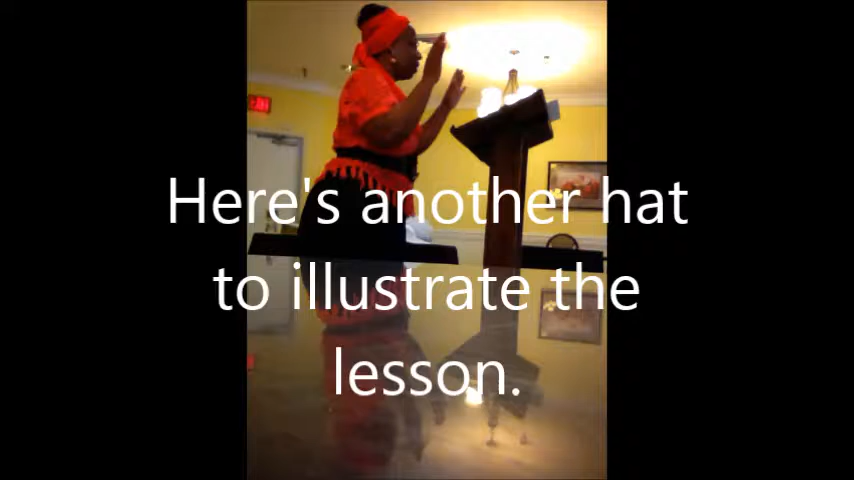 Here's another hat
to illustrate the
lesson.